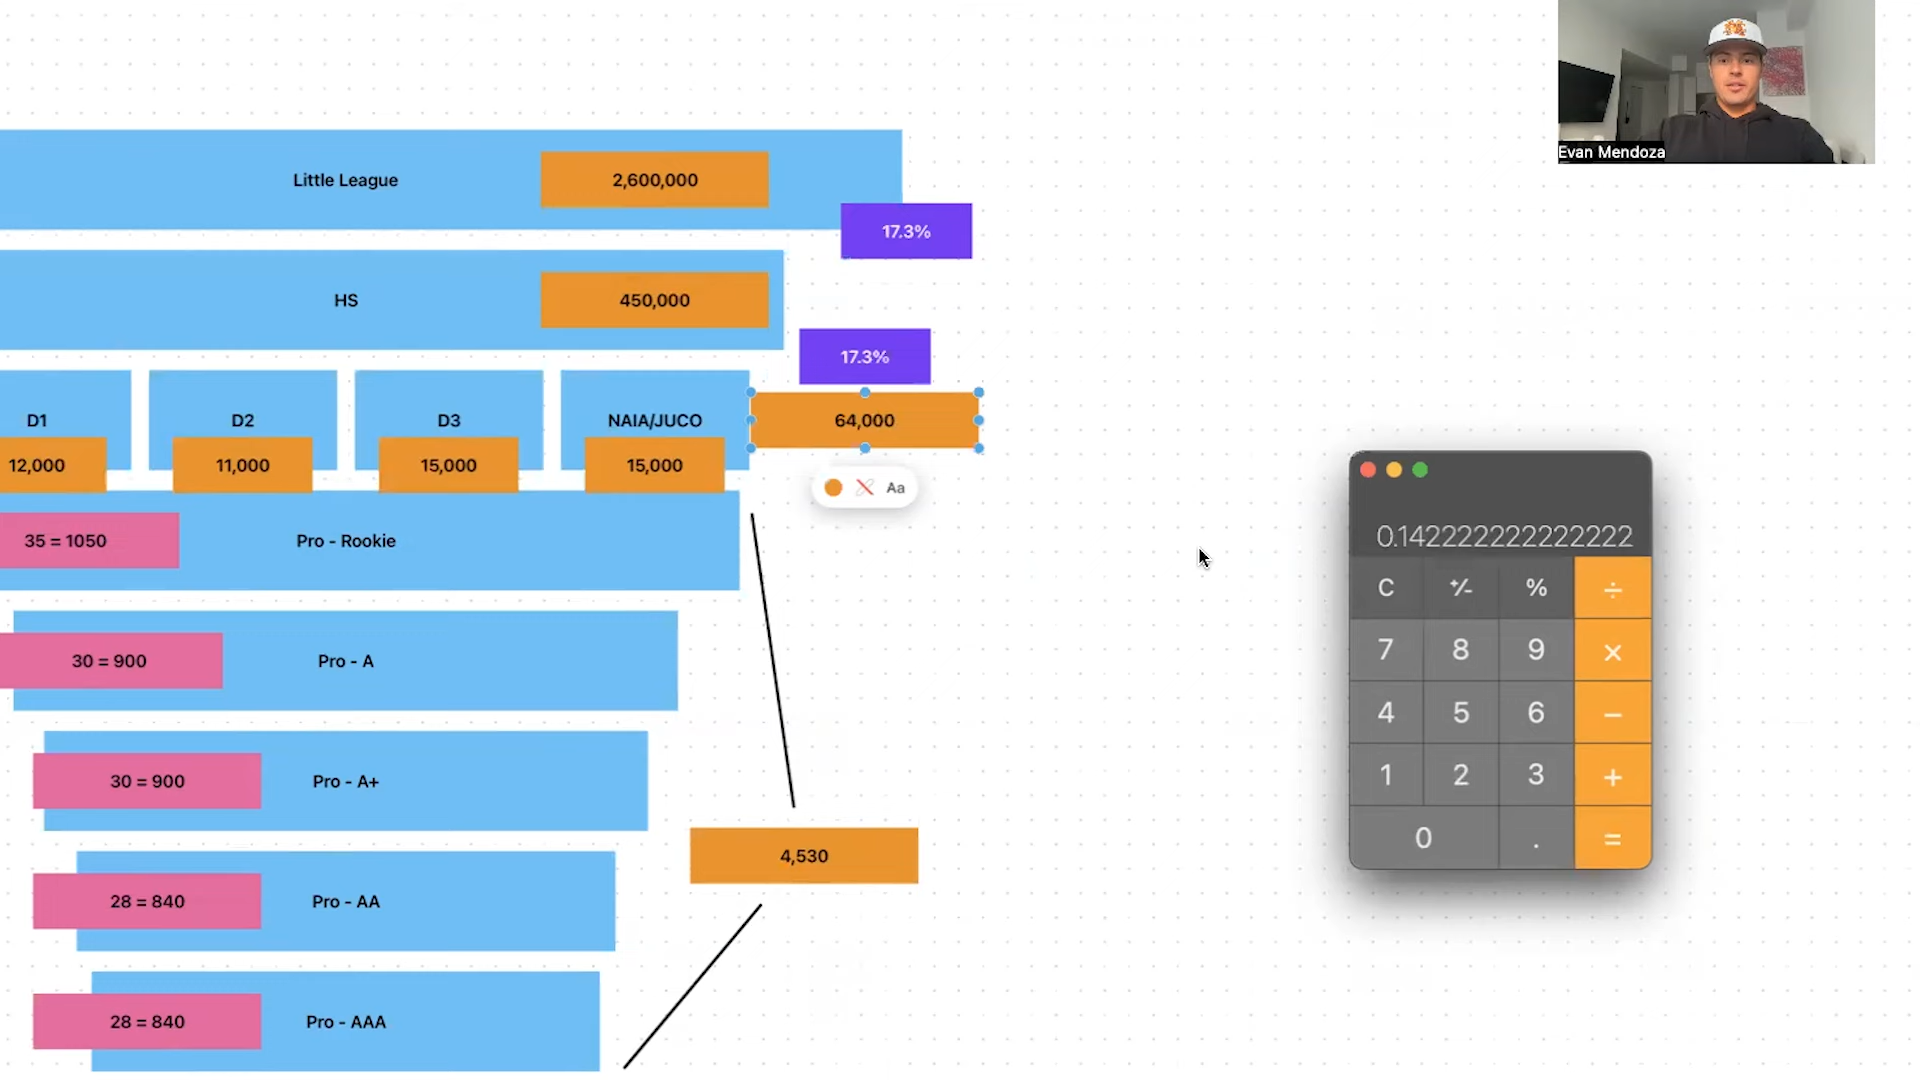 Evan Mendoza
Little League
2,600,000
17.3%
HS
450,000
17.3%
D1
D2
D3
NAIA/JUCO
64,000
12,000
11,000
15,000
15,000
Aa
35 = 1050
Pro - Rookie
30 = 900
Pro - A
30 = 900
Pro - A+
4,530
28 = 840
Pro - AA
28 = 840
Pro - AAA
0.142222222222222
C +/- % ÷
7 8 9 ×
4 5 6 −
1 2 3 +
0 . =